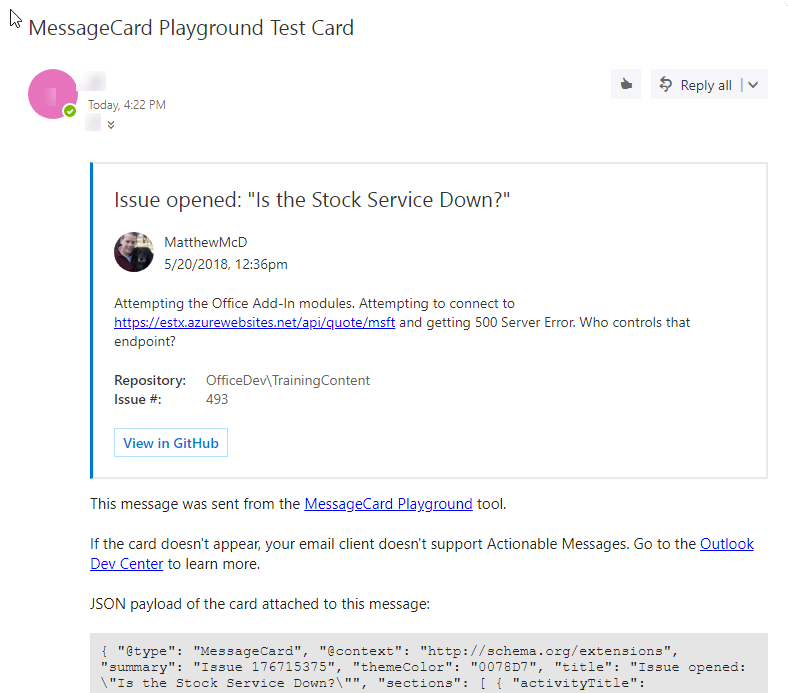 MessageCard Playground Test Card
Reply all
Today, 4:22 PM
Issue opened: "Is the Stock Service Down?"
MatthewMcD
5/20/2018, 12:36pm
Attempting the Office Add-In modules. Attempting to connect to
https://estx.azurewebsites.net/api/quote/msft and getting 500 Server Error. Who controls that
endpoint?
Repository: OfficeDev\TrainingContent
Issue #: 493
View in GitHub
This message was sent from the MessageCard Playground tool.
If the card doesn't appear, your email client doesn't support Actionable Messages. Go to the Outlook
Dev Center to learn more.
JSON payload of the card attached to this message:
{ "@type": "MessageCard", "@context": "http://schema.org/extensions",
"summary": "Issue 176715375", "themeColor": "0078D7", "title": "Issue opened:
\"Is the Stock Service Down?\"", "sections": [ { "activityTitle":